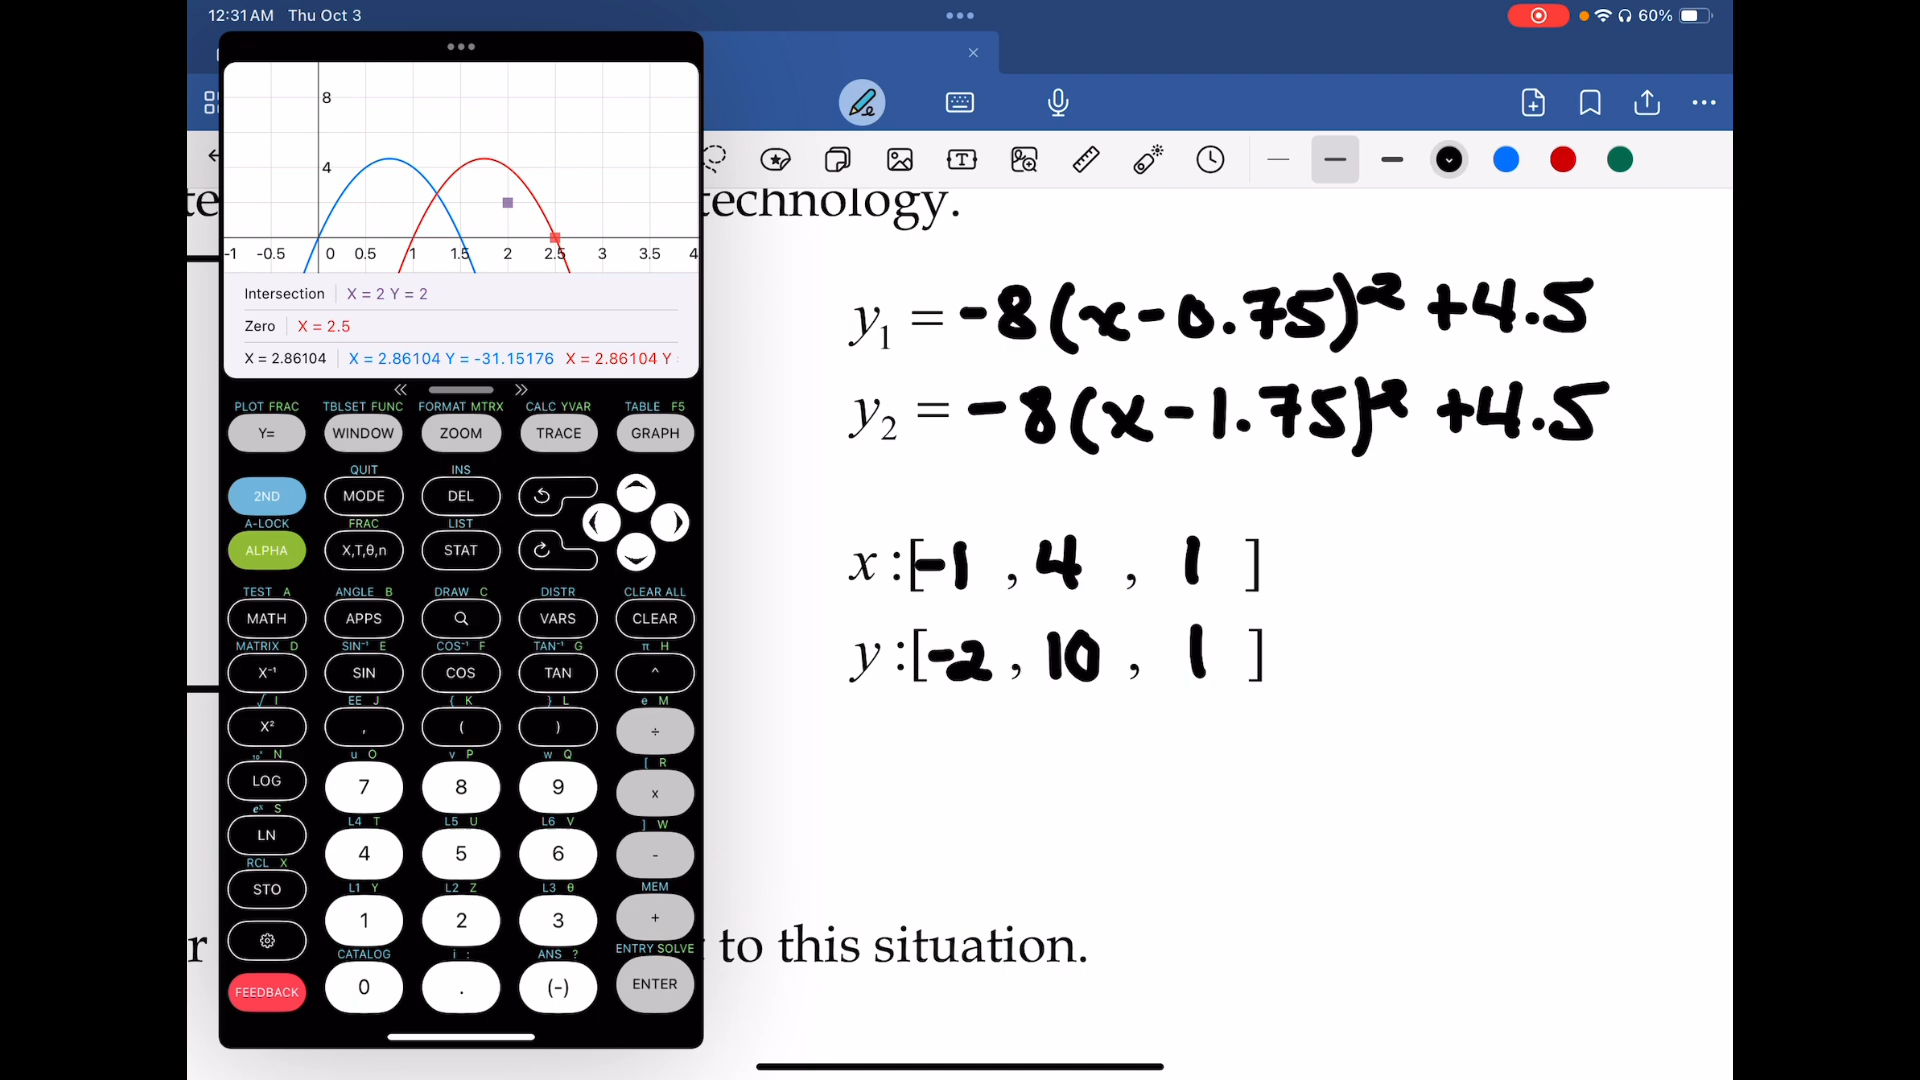 12:31AM Thu Oct 3
60%
te
technology.
8
4
-1 -0.5 0 0.5 1 1.5 2 2.5 3 3.5 4
Intersection X = 2 Y = 2
Zero X = 2.5
X = 2.86104 X = 2.86104 Y = -31.15176 X = 2.86104 Y
y₁ = -8(x-0.75)² +4.5
y₂ = -8(x-1.75)² +4.5
x :[-1 , 4 , 1 ]
y :[-2 , 10 , 1 ]
PLOT FRAC TBLSET FUNC FORMAT MTRX CALC YVAR TABLE F5
Y= WINDOW ZOOM TRACE GRAPH
QUIT INS
2ND MODE DEL
A-LOCK FRAC LIST
ALPHA X,T,θ,n STAT
TEST A ANGLE B DRAW C DISTR CLEAR ALL
MATH APPS VARS CLEAR
MATRIX D SIN⁻¹ E COS⁻¹ F TAN⁻¹ G π H
X⁻¹ SIN COS TAN ^
√ I EE J { K } L e M
X² , ( ) ÷
10ˣ N u O v P w Q [ R
LOG 7 8 9 x
eˣ S L4 T L5 U L6 V ] W
LN 4 5 6 -
RCL X L1 Y L2 Z L3 θ MEM
STO 1 2 3 +
CATALOG i : ANS ? ENTRY SOLVE
FEEDBACK 0 . (-) ENTER
r
to this situation.